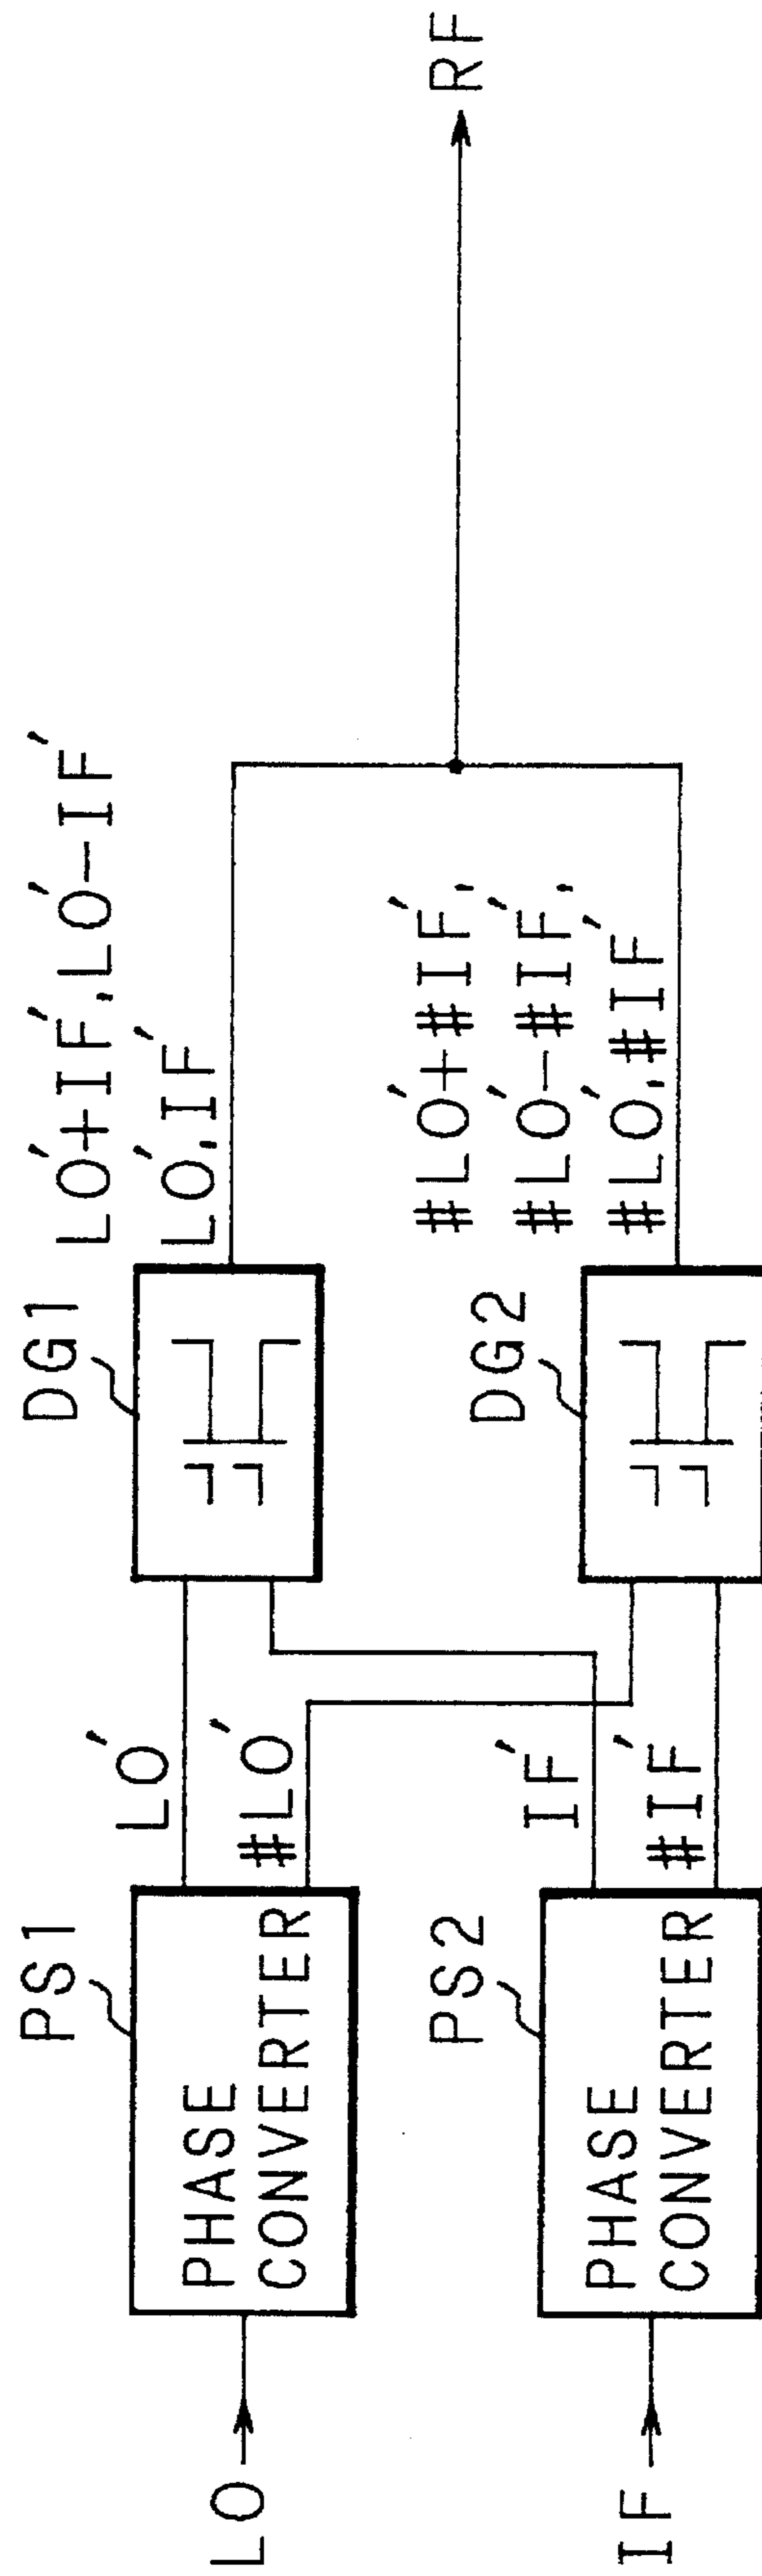 LO
PS1
PHASE
CONVERTER
LO'
#LO'
DG1
LO'+IF',LO'-IF'
LO',IF'
RF
IF
PS2
PHASE
CONVERTER
IF'
#IF'
DG2
#LO'+#IF',
#LO'-#IF',
#LO',#IF'